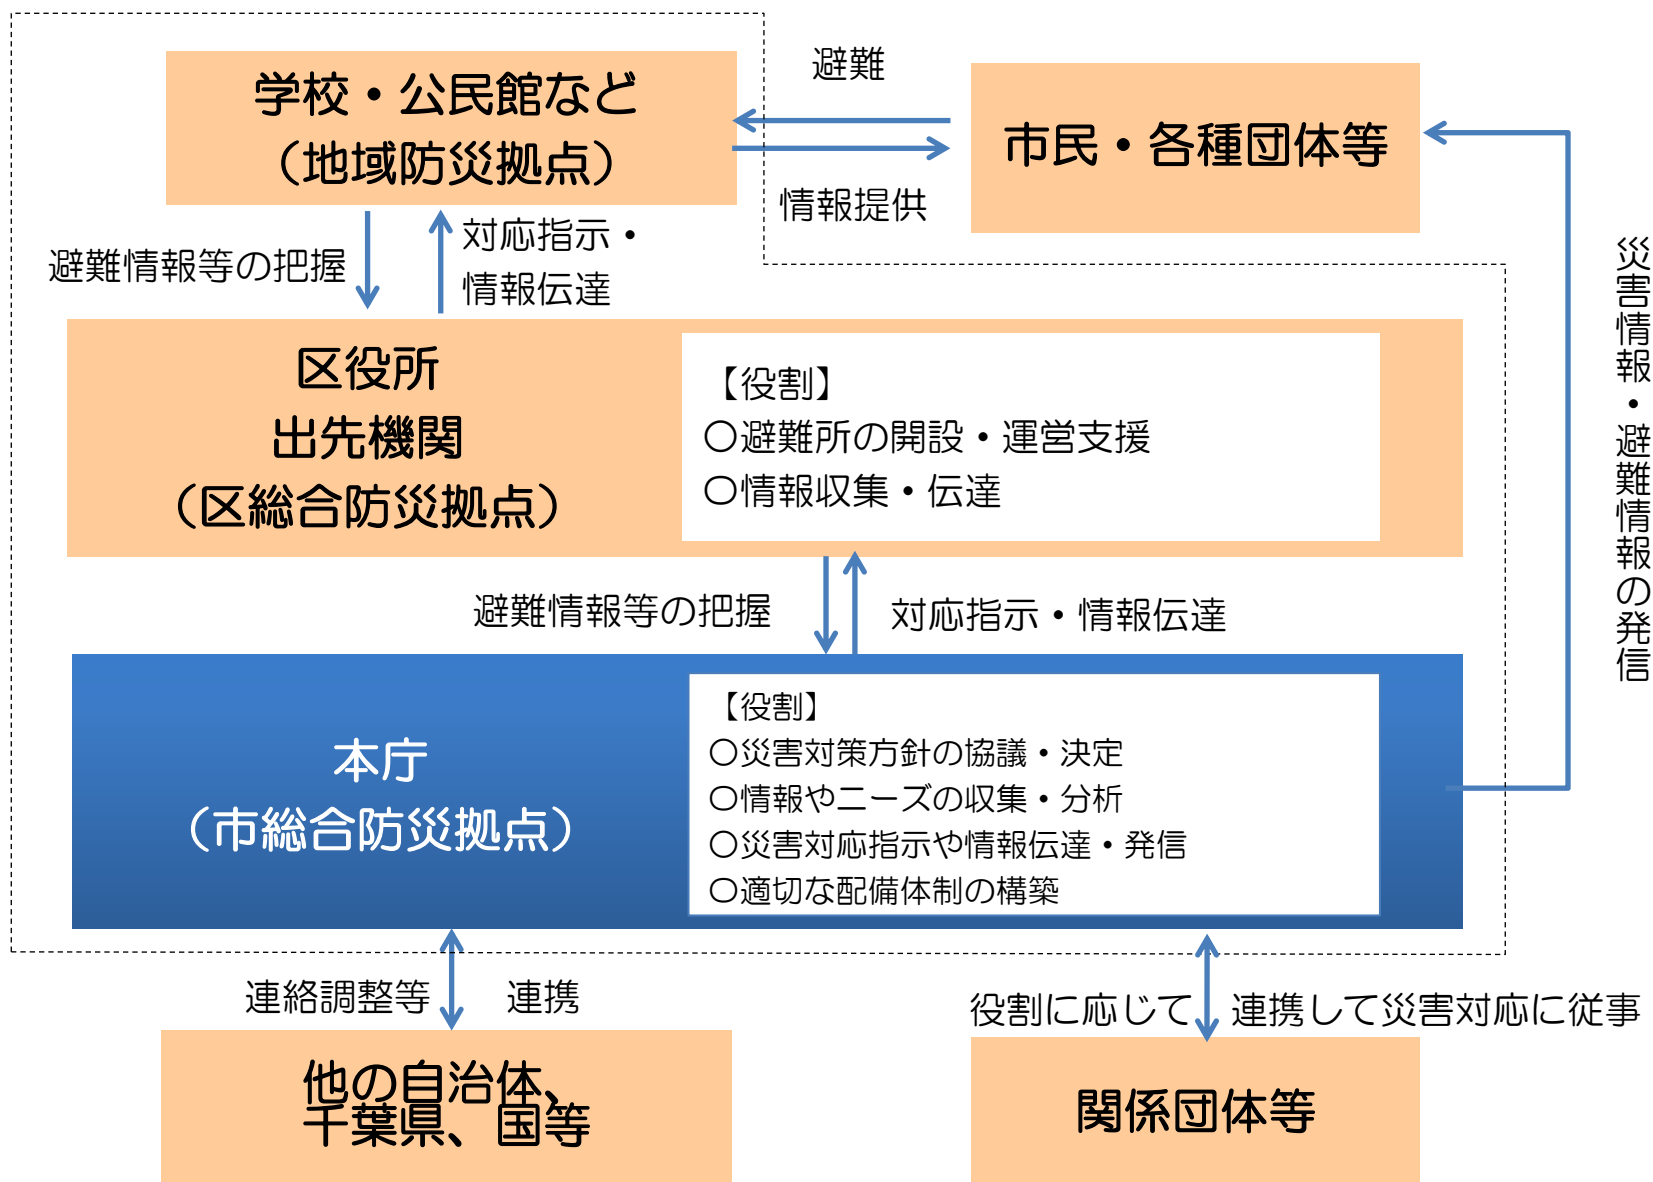 学校・公民館など
（地域防災拠点）
避難
情報提供
市民・各種団体等
避難情報等の把握
対応指示・
情報伝達
災害情報・避難情報の発信
区役所
出先機関
（区総合防災拠点）
【役割】
〇避難所の開設・運営支援
〇情報収集・伝達
避難情報等の把握
対応指示・情報伝達
本庁
（市総合防災拠点）
【役割】
〇災害対策方針の協議・決定
〇情報やニーズの収集・分析
〇災害対応指示や情報伝達・発信
〇適切な配備体制の構築
連絡調整等
連携
役割に応じて
連携して災害対応に従事
他の自治体、
千葉県、国等
関係団体等